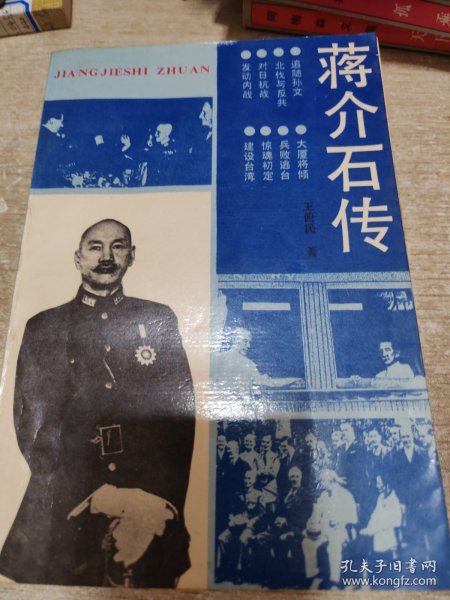 JIANGJIESHI ZHUAN
蒋介石传
追随孙文
北伐与反共
对日抗战
发动内战
大厦将倾
兵败逃台
惊魂初定
建设台湾
王俯民 著
孔夫子旧书网
www.kongfz.com